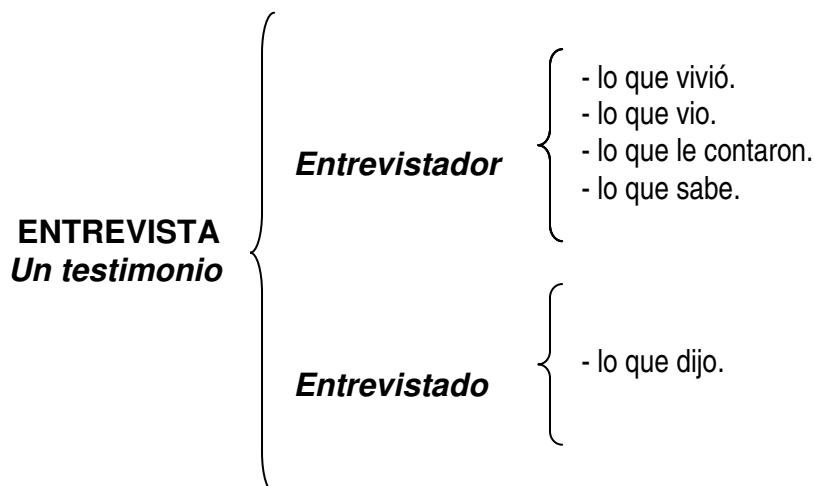 ENTREVISTA
Un testimonio
Entrevistador
- lo que vivió.
- lo que vio.
- lo que le contaron.
- lo que sabe.
Entrevistado
- lo que dijo.